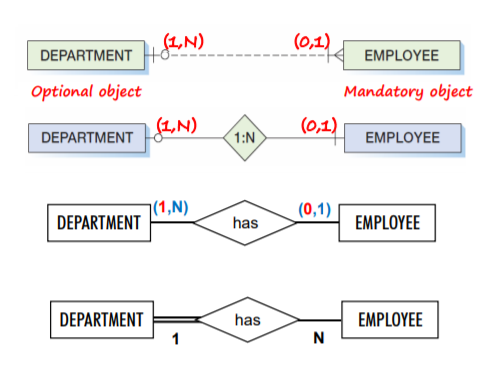 (1,N) (0,1)
DEPARTMENT EMPLOYEE
Optional object Mandatory object
(1,N) (0,1)
DEPARTMENT 1:N EMPLOYEE
(1,N) (0,1)
DEPARTMENT has EMPLOYEE
DEPARTMENT has EMPLOYEE
1 N